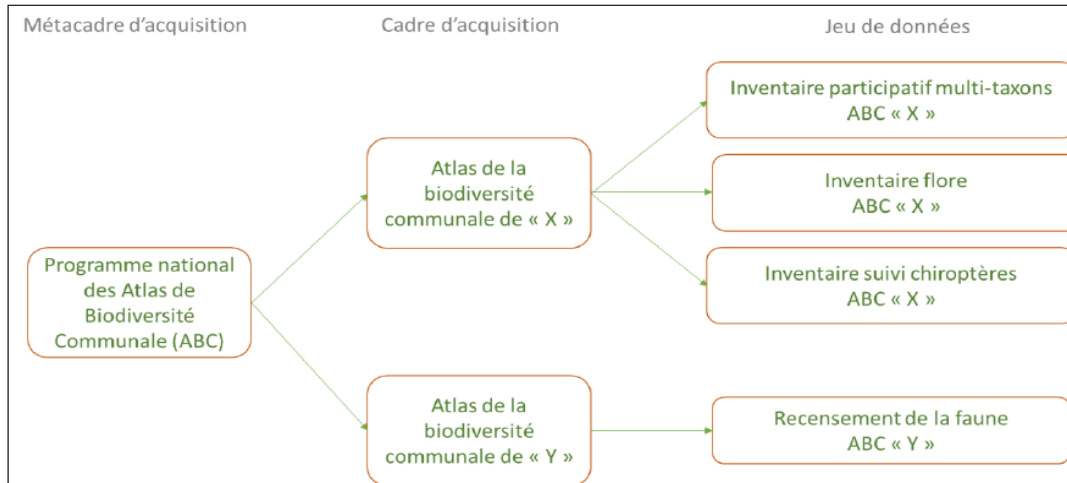 Métacadre d'acquisition
Cadre d'acquisition
Jeu de données
Programme national
des Atlas de
Biodiversité
Communale (ABC)
Atlas de la
biodiversité
communale de « X »
Atlas de la
biodiversité
communale de « Y »
Inventaire participatif multi-taxons
ABC « X »
Inventaire flore
ABC « X »
Inventaire suivi chiroptères
ABC « X »
Recensement de la faune
ABC « Y »